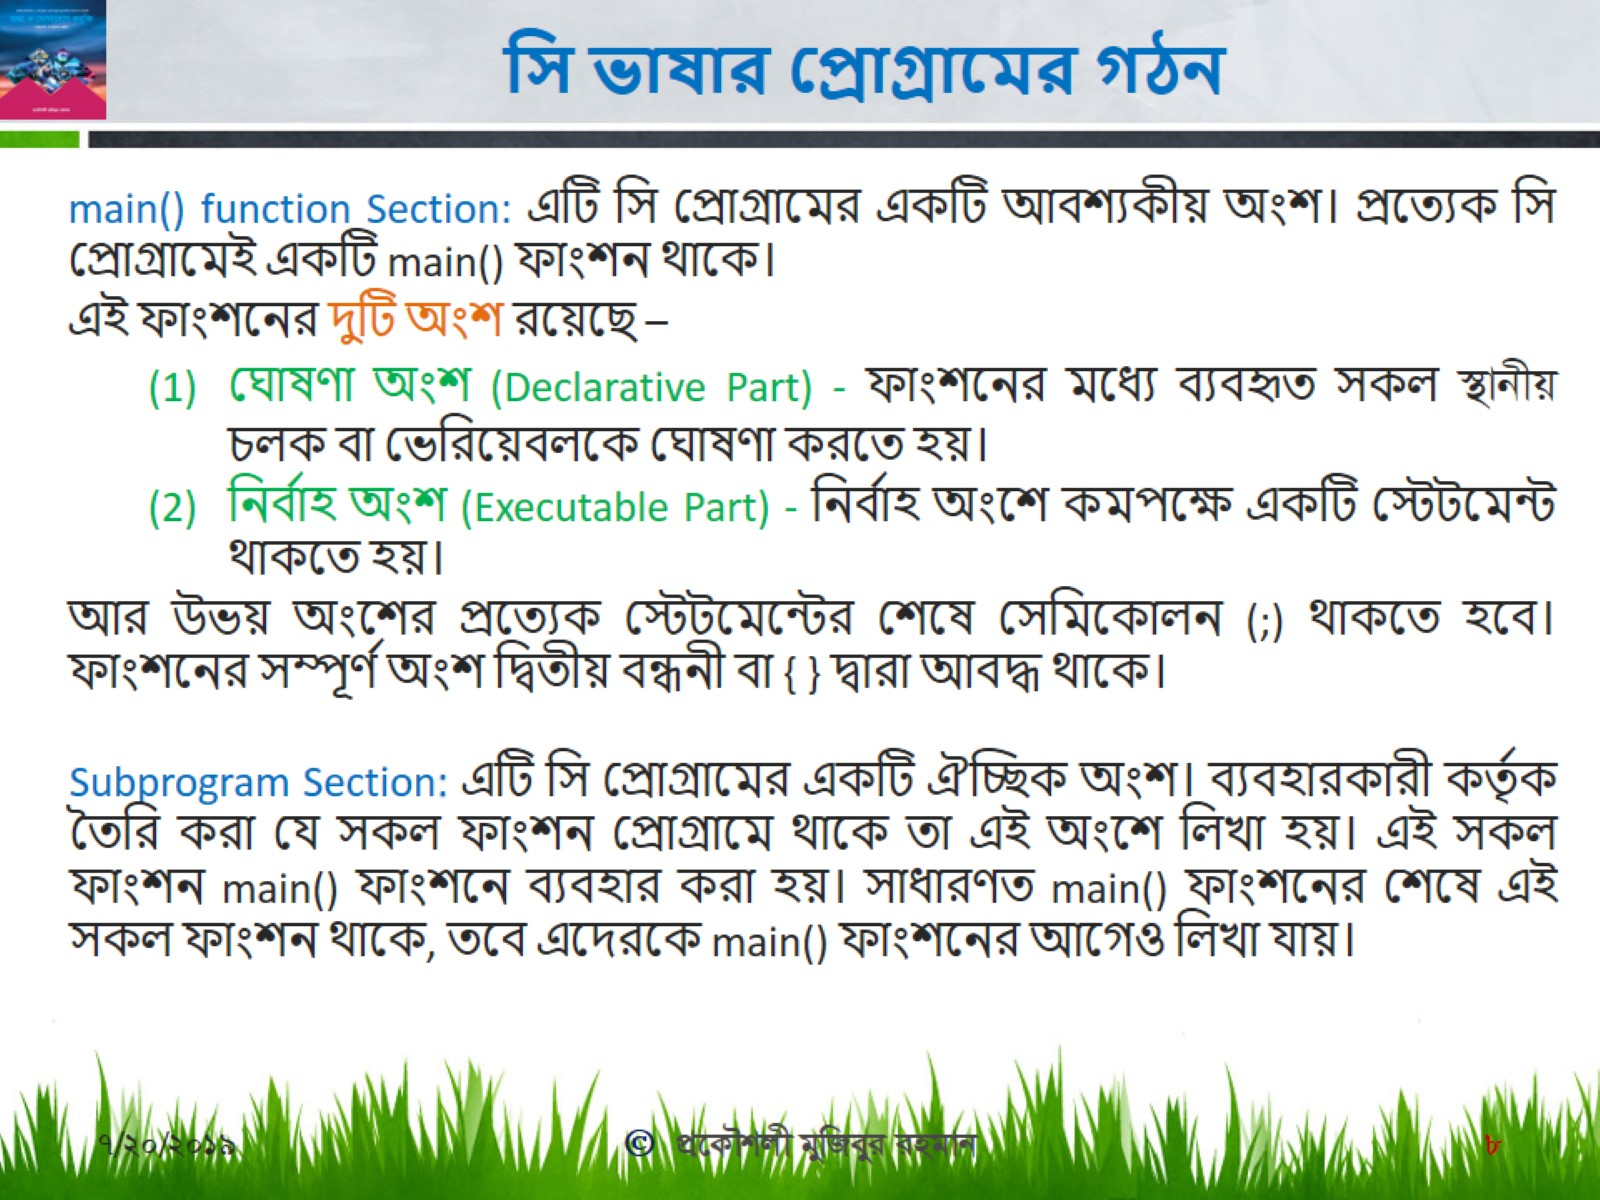 সি ভাষার প্রোগ্রামের গঠন
main() function Section: এটি সি প্রোগ্রামের একটি আবশ্যকীয় অংশ। প্রত্যেক সি
প্রোগ্রামেই একটি main() ফাংশন থাকে।
এই ফাংশনের দুটি অংশ রয়েছে –
(1) ঘোষণা অংশ (Declarative Part) - ফাংশনের মধ্যে ব্যবহৃত সকল স্থানীয়
চলক বা ভেরিয়েবলকে ঘোষণা করতে হয়।
(2) নির্বাহ অংশ (Executable Part) - নির্বাহ অংশে কমপক্ষে একটি স্টেটমেন্ট
থাকতে হয়।
আর উভয় অংশের প্রত্যেক স্টেটমেন্টের শেষে সেমিকোলন (;) থাকতে হবে।
ফাংশনের সম্পূর্ণ অংশ দ্বিতীয় বন্ধনী বা { } দ্বারা আবদ্ধ থাকে।
Subprogram Section: এটি সি প্রোগ্রামের একটি ঐচ্ছিক অংশ। ব্যবহারকারী কর্তৃক
তৈরি করা যে সকল ফাংশন প্রোগ্রামে থাকে তা এই অংশে লিখা হয়। এই সকল
ফাংশন main() ফাংশনে ব্যবহার করা হয়। সাধারণত main() ফাংশনের শেষে এই
সকল ফাংশন থাকে, তবে এদেরকে main() ফাংশনের আগেও লিখা যায়।
৭/২০/২০১৯
© প্রকৌশলী মুজিবুর রহমান
৮